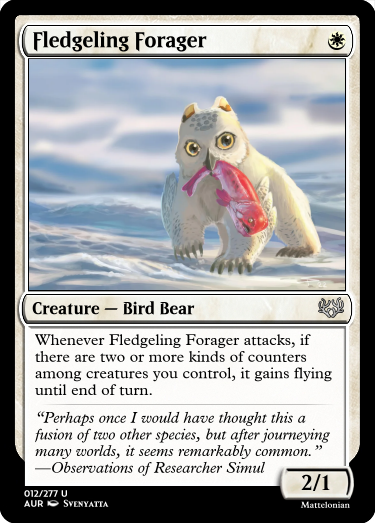 Fledgeling Forager
Creature — Bird Bear
Whenever Fledgeling Forager attacks, if
there are two or more kinds of counters
among creatures you control, it gains flying
until end of turn.
“Perhaps once I would have thought this a
fusion of two other species, but after journeying
many worlds, it seems remarkably common.”
—Observations of Researcher Simul
2/1
012/277 U
AUR Svenyatta
Mattelonian